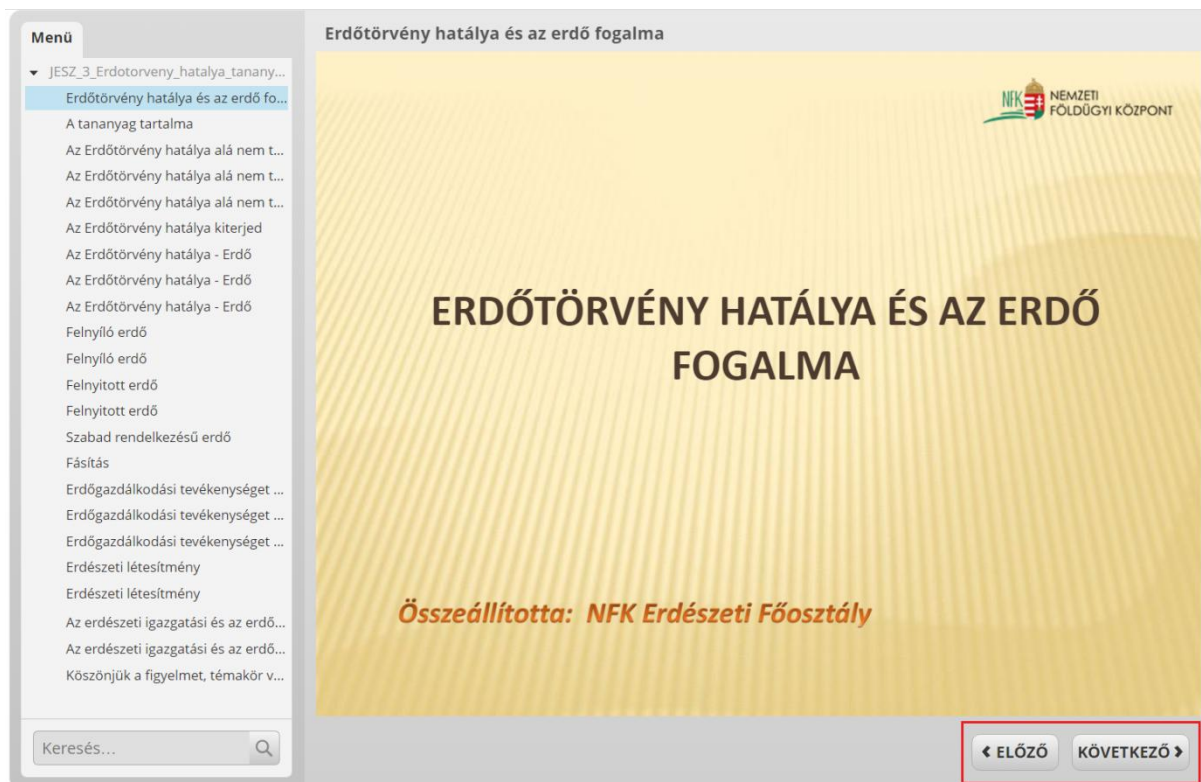 Menü
JESZ_3_Erdotorveny_hatalya_tanany...
Erdőtörvény hatálya és az erdő fo...
A tananyag tartalma
Az Erdőtörvény hatálya alá nem t...
Az Erdőtörvény hatálya alá nem t...
Az Erdőtörvény hatálya alá nem t...
Az Erdőtörvény hatálya kiterjed
Az Erdőtörvény hatálya - Erdő
Az Erdőtörvény hatálya - Erdő
Az Erdőtörvény hatálya - Erdő
Felnyíló erdő
Felnyíló erdő
Felnyitott erdő
Felnyitott erdő
Szabad rendelkezésű erdő
Fásítás
Erdőgazdálkodási tevékenységet ...
Erdőgazdálkodási tevékenységet ...
Erdőgazdálkodási tevékenységet ...
Erdészeti létesítmény
Erdészeti létesítmény
Az erdészeti igazgatási és az erdő...
Az erdészeti igazgatási és az erdő...
Köszönjük a figyelmet, témakör v...
Keresés...
Erdőtörvény hatálya és az erdő fogalma
NFK
NEMZETI
FÖLDÜGYI KÖZPONT
ERDŐTÖRVÉNY HATÁLYA ÉS AZ ERDŐ
FOGALMA
Összeállította: NFK Erdészeti Főosztály
ELŐZŐ
KÖVETKEZŐ